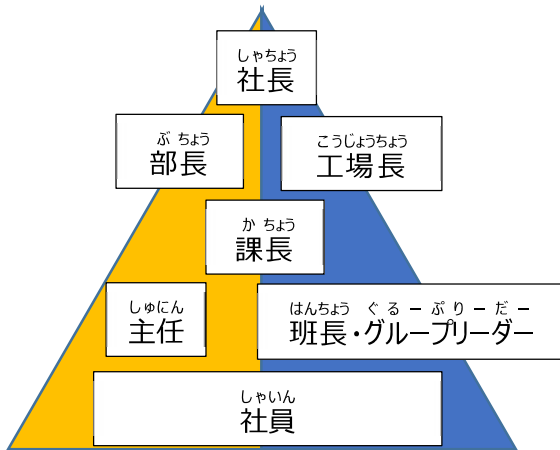 しゃちょう
社長
ぶ ちょう
部長
こうじょうちょう
工場長
か ちょう
課長
しゅにん
主任
はんちょう ぐ る ー ぷ り ー だ ー
班長・グループリーダー
しゃいん
社員